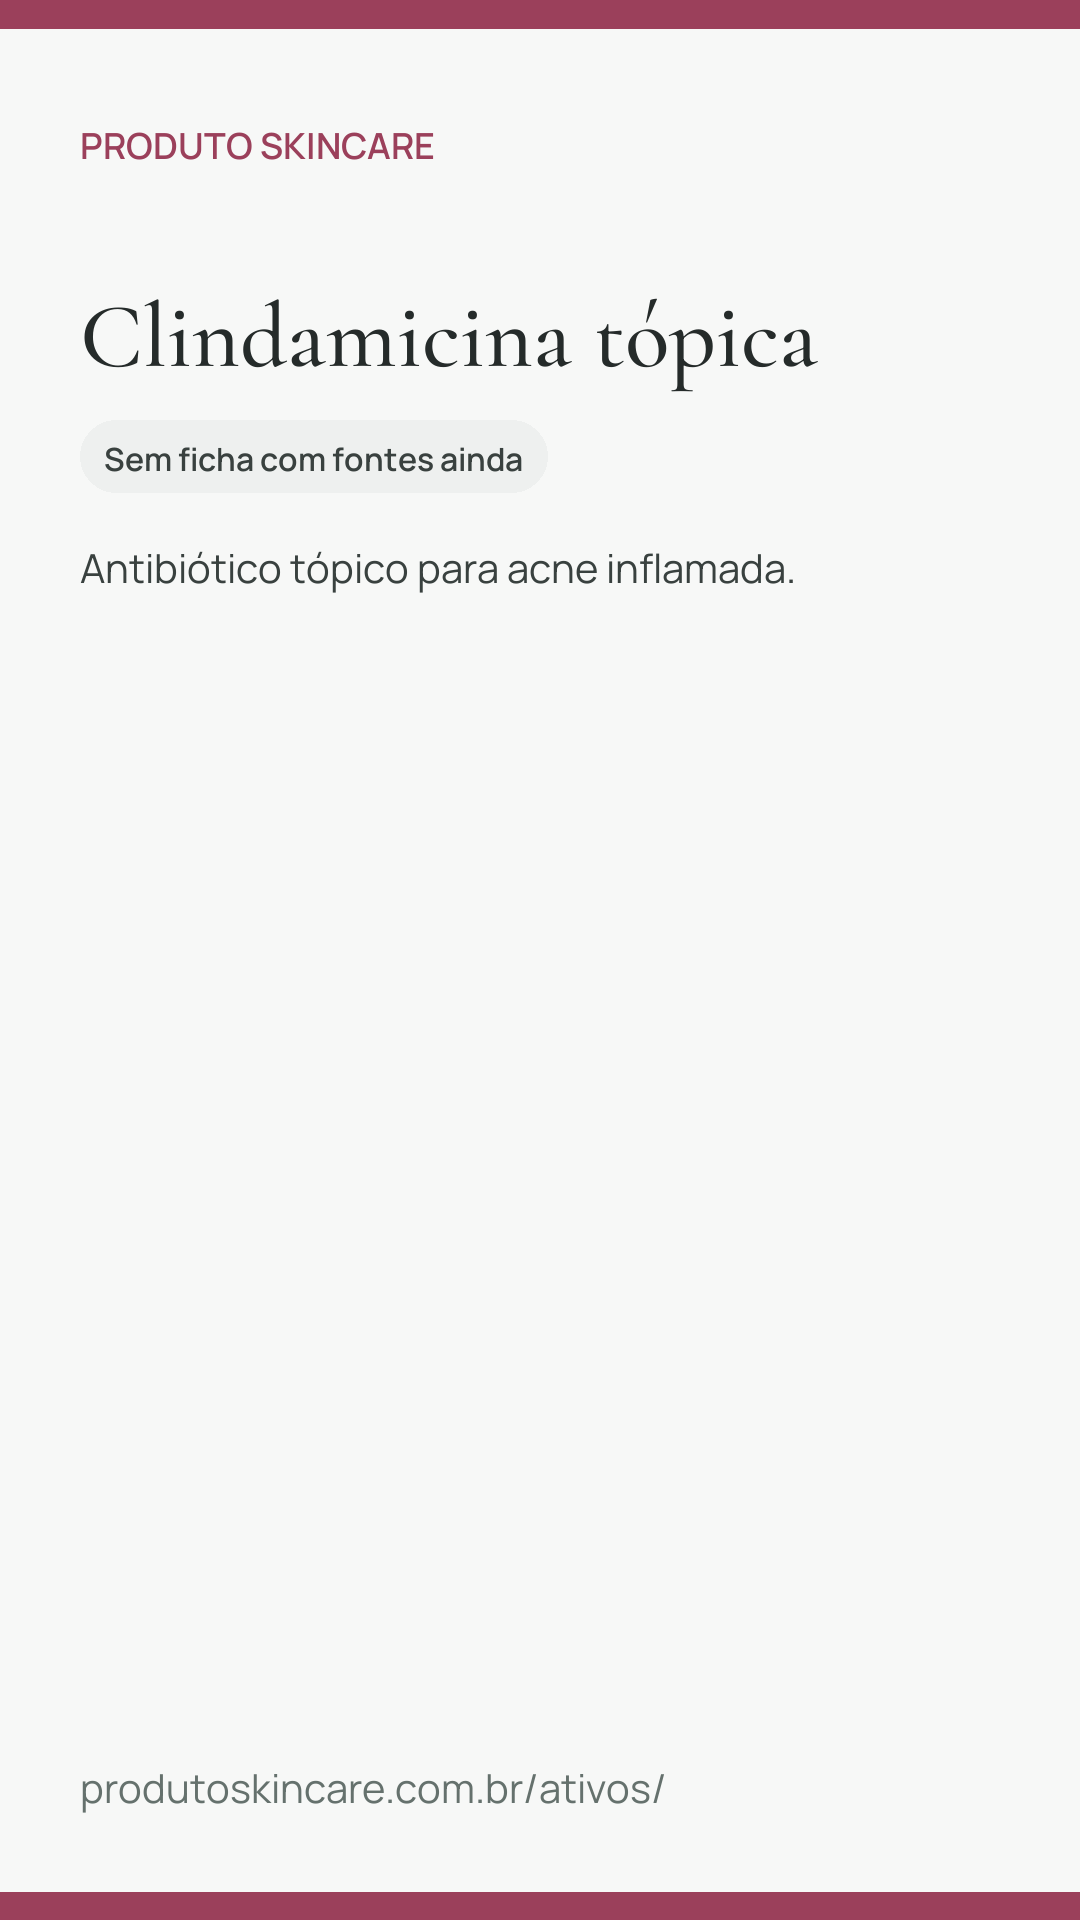 PRODUTO SKINCARE
Clindamicina tópica
Sem ficha com fontes ainda
Antibiótico tópico para acne inflamada.
produtoskincare.com.br/ativos/